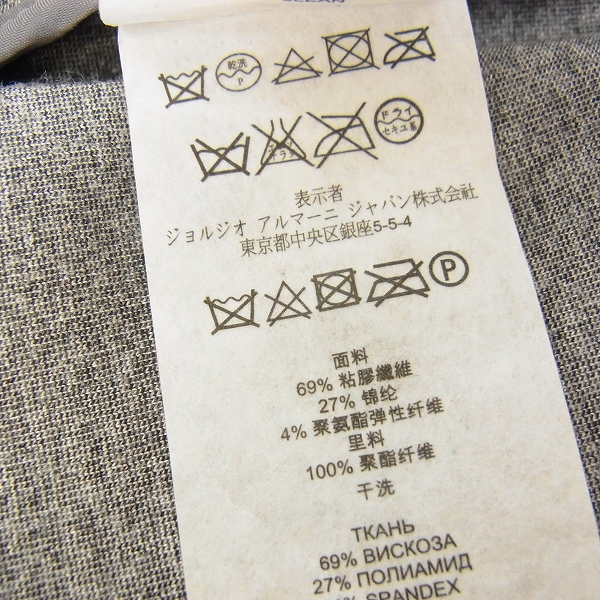 CLEAN
乾洗
P
ドライ
セキユ系
表示者
ジョルジオ アルマーニ ジャパン株式会社
東京都中央区銀座5-5-4
P
面料
69% 粘膠纖維
27% 锦纶
4% 聚氨酯弹性纤维
里料
100% 聚酯纤维
干洗
ТКАНЬ
69% ВИСКОЗА
27% ПОЛИАМИД
4% SPANDEX